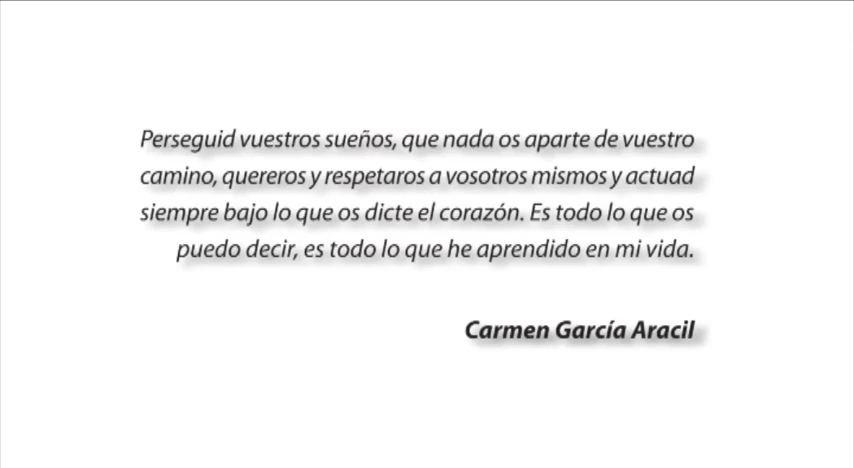 Perseguid vuestros sueños, que nada os aparte de vuestro
camino, quereros y respetaros a vosotros mismos y actuad
siempre bajo lo que os dicte el corazón. Es todo lo que os
puedo decir, es todo lo que he aprendido en mi vida.
Carmen García Aracil